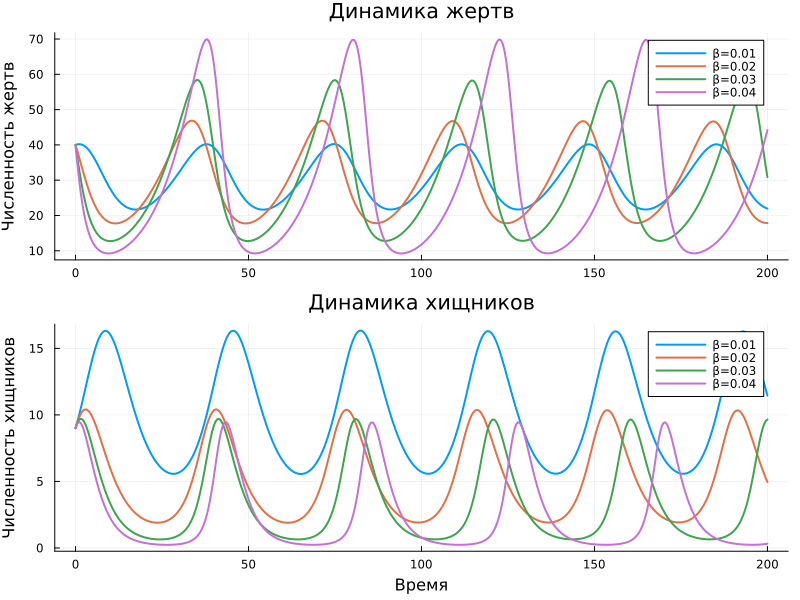 Динамика жертв
Численность жертв
70
60
50
40
30
20
10
0
50
100
150
200
β=0.01
β=0.02
β=0.03
β=0.04
Динамика хищников
Численность хищников
15
10
5
0
0
50
100
150
200
β=0.01
β=0.02
β=0.03
β=0.04
Время